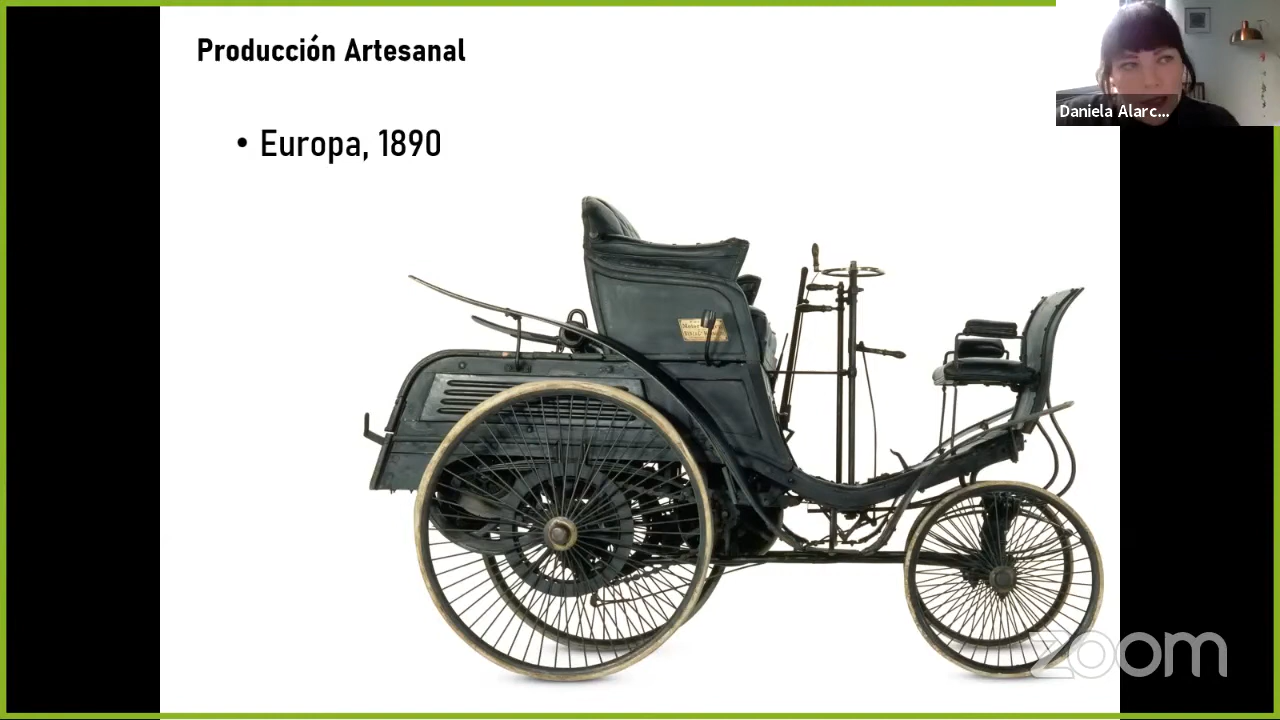 Producción Artesanal
• Europa, 1890
Daniela Alarc...
zoom